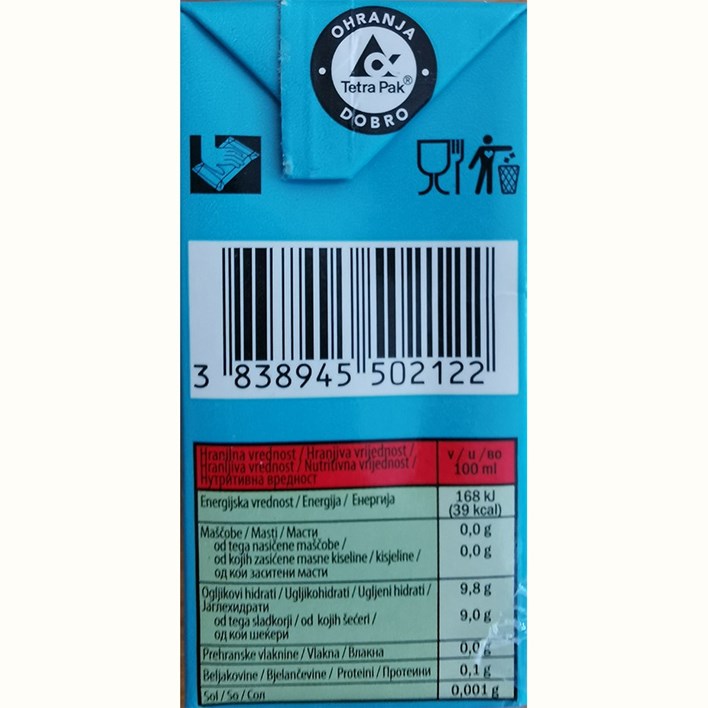 OHRANJA
Tetra Pak®
DOBRO
3 838945 502122
Hranilna vrednost / Hranjiva vrijednost / v / u / во
Hranljiva vrednost / Nutritivna vrijednost / 100 ml
Нутритивна вредност
Energijska vrednost / Energija / Енергија 168 kJ
(39 kcal)
Maščobe / Masti / Масти 0,0 g
od tega nasičene maščobe / 0,0 g
od kojih zasićene masne kiseline / kisjeline /
од кои заситени масти
Ogljikovi hidrati / Ugljikohidrati / Ugljeni hidrati / 9,8 g
Јаглехидрати
od tega sladkorji / od kojih šećeri / 9,0 g
од кои шеќери
Prehranske vlaknine / Vlakna / Влакна 0,0 g
Beljakovine / Bjelančevine / Proteini / Протеини 0,1 g
Sol / So / Сол 0,001 g